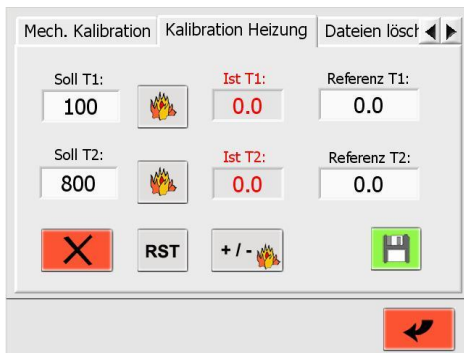 Mech. Kalibration Kalibration Heizung Dateien lösch
Soll T1: Ist T1: Referenz T1:
100 0.0 0.0
Soll T2: Ist T2: Referenz T2:
800 0.0 0.0
RST + / -